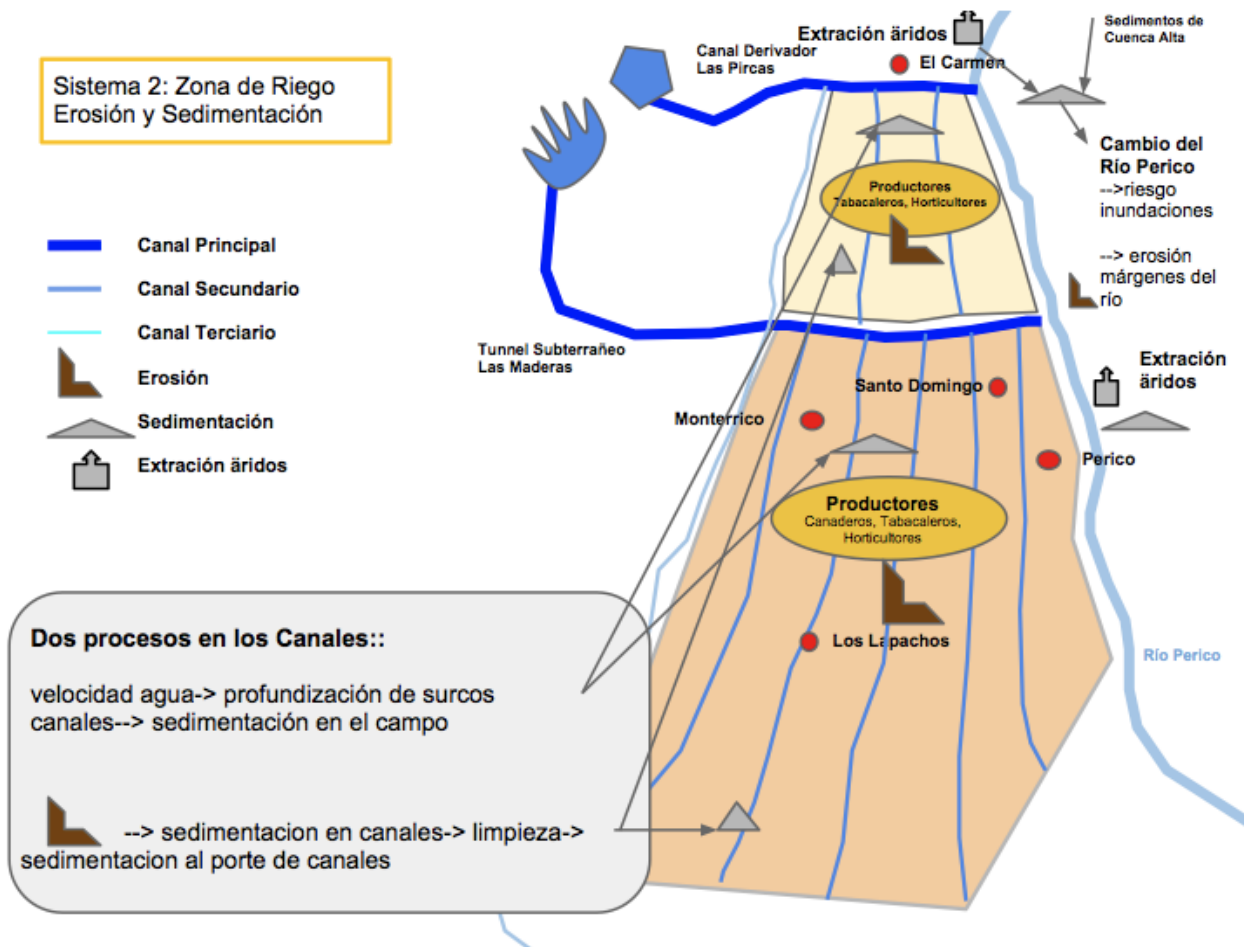 Sistema 2: Zona de Riego
Erosión y Sedimentación
Canal Derivador
Las Pircas
Extración äridos
El Carmen
Sedimentos de
Cuenca Alta
Cambio del
Río Perico
-->riesgo
inundaciones
--> erosión
márgenes del
río
Productores
Tabacaleros, Horticultores
Canal Principal
Canal Secundario
Canal Terciario
Erosión
Sedimentación
Extración äridos
Tunnel Subterrañeo
Las Maderas
Extración
äridos
Santo Domingo
Monterrico
Perico
Productores
Canaderos, Tabacaleros,
Horticultores
Los Lapachos
Río Perico
Dos procesos en los Canales::
velocidad agua-> profundización de surcos
canales--> sedimentación en el campo
--> sedimentacion en canales-> limpieza->
sedimentacion al porte de canales